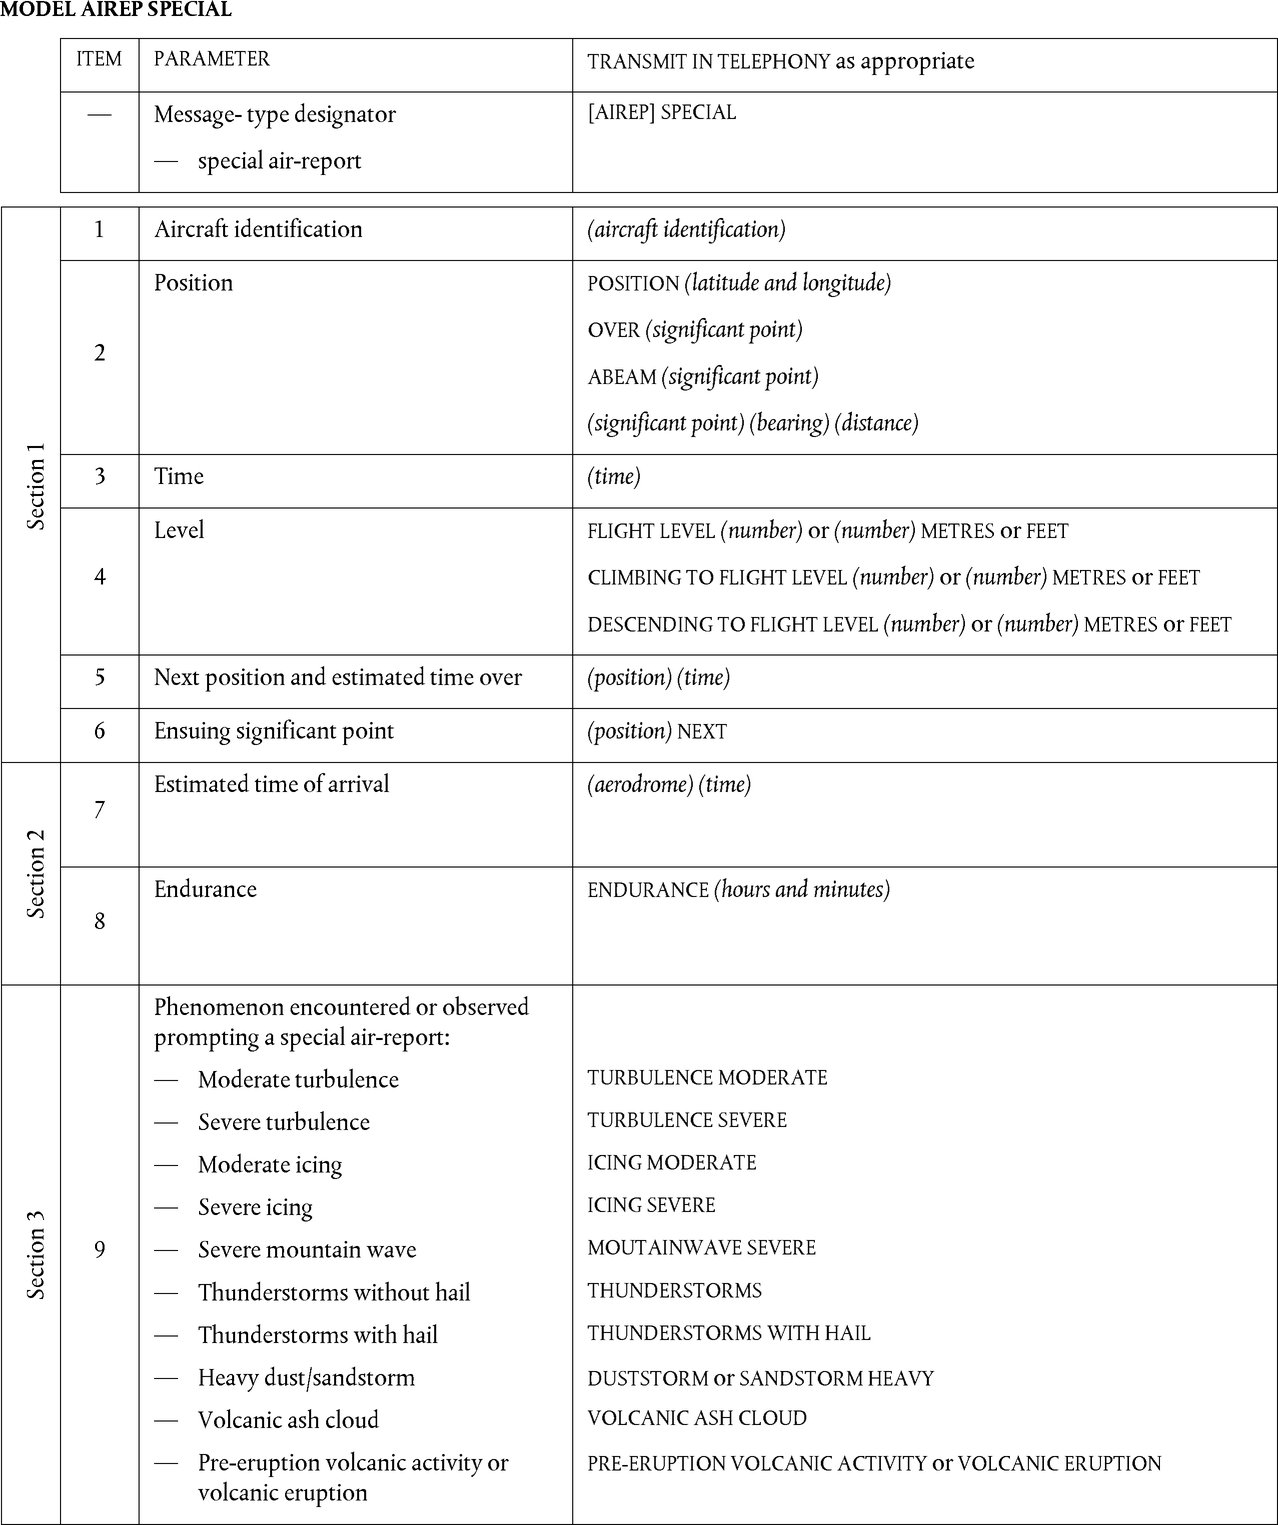 MODEL AIREP SPECIAL
ITEM PARAMETER TRANSMIT IN TELEPHONY as appropriate
— Message- type designator [AIREP] SPECIAL
— special air-report
Section 1
1 Aircraft identification (aircraft identification)
2 Position POSITION (latitude and longitude)
OVER (significant point)
ABEAM (significant point)
(significant point) (bearing) (distance)
3 Time (time)
4 Level FLIGHT LEVEL (number) or (number) METRES or FEET
CLIMBING TO FLIGHT LEVEL (number) or (number) METRES or FEET
DESCENDING TO FLIGHT LEVEL (number) or (number) METRES or FEET
5 Next position and estimated time over (position) (time)
6 Ensuing significant point (position) NEXT
Section 2
7 Estimated time of arrival (aerodrome) (time)
8 Endurance ENDURANCE (hours and minutes)
Section 3
9
Phenomenon encountered or observed
prompting a special air-report:
— Moderate turbulence TURBULENCE MODERATE
— Severe turbulence TURBULENCE SEVERE
— Moderate icing ICING MODERATE
— Severe icing ICING SEVERE
— Severe mountain wave MOUTAINWAVE SEVERE
— Thunderstorms without hail THUNDERSTORMS
— Thunderstorms with hail THUNDERSTORMS WITH HAIL
— Heavy dust/sandstorm DUSTSTORM or SANDSTORM HEAVY
— Volcanic ash cloud VOLCANIC ASH CLOUD
— Pre-eruption volcanic activity or PRE-ERUPTION VOLCANIC ACTIVITY or VOLCANIC ERUPTION
volcanic eruption